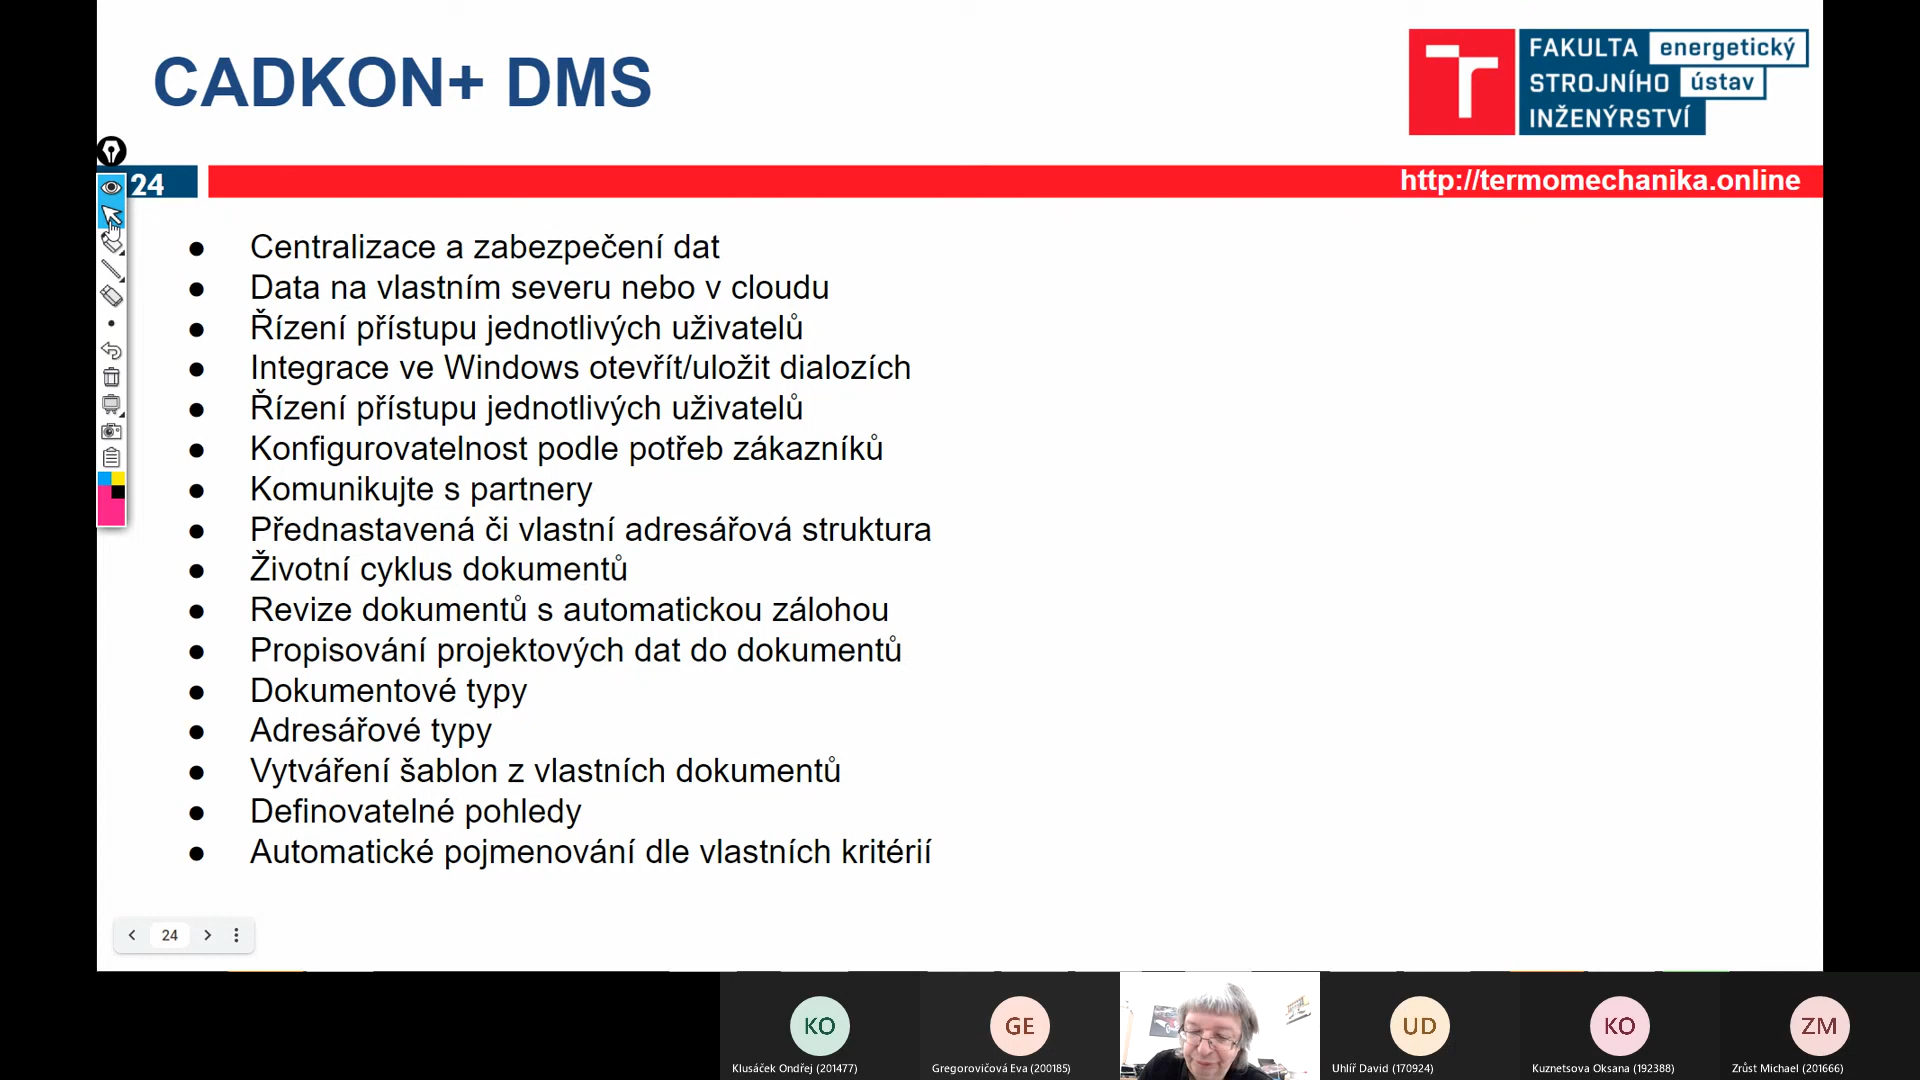 CADKON+ DMS
FAKULTA energetický
STROJNÍHO ústav
INŽENÝRSTVÍ
24
http://termomechanika.online
● Centralizace a zabezpečení dat
● Data na vlastním severu nebo v cloudu
● Řízení přístupu jednotlivých uživatelů
● Integrace ve Windows otevřít/uložit dialozích
● Řízení přístupu jednotlivých uživatelů
● Konfigurovatelnost podle potřeb zákazníků
● Komunikujte s partnery
● Přednastavená či vlastní adresářová struktura
● Životní cyklus dokumentů
● Revize dokumentů s automatickou zálohou
● Propisování projektových dat do dokumentů
● Dokumentové typy
● Adresářové typy
● Vytváření šablon z vlastních dokumentů
● Definovatelné pohledy
● Automatické pojmenování dle vlastních kritérií
24
KO GE UD KO ZM
Klusáček Ondřej (201477) Gregorovičová Eva (200185) Uhlíř David (170924) Kuznetsova Oksana (192388) Zrůst Michael (201666)